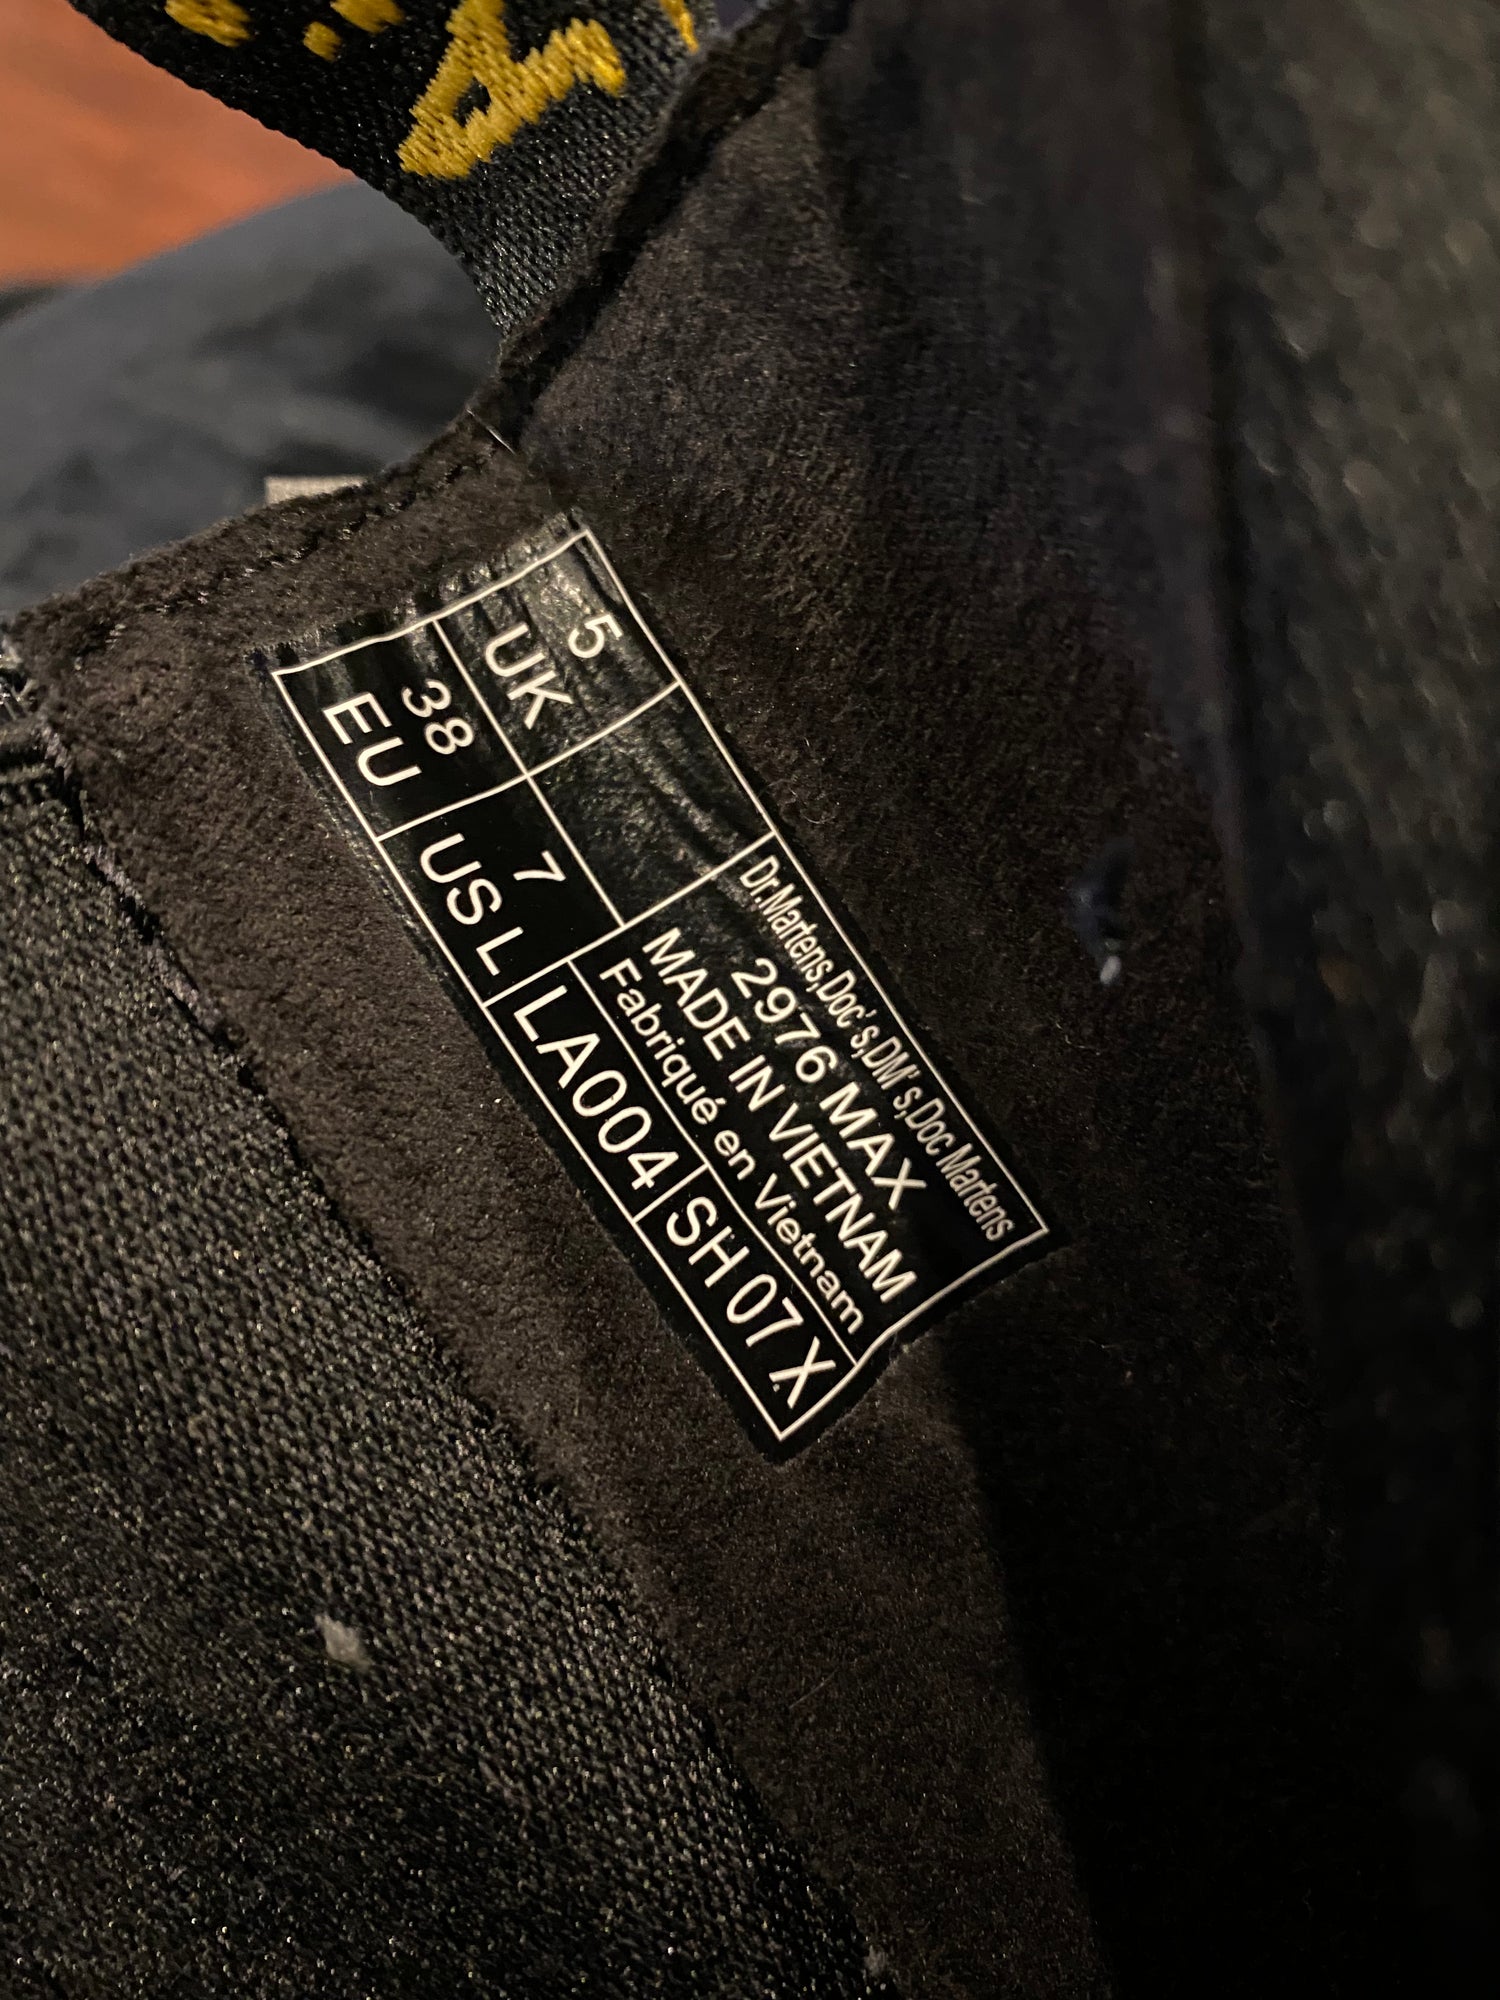 5
UK
38
EU
7
US L
Dr.Martens,Doc's,DM's,Doc Martens
2976 MAX
MADE IN VIETNAM
Fabriqué en Vietnam
LA004
SH 07 X